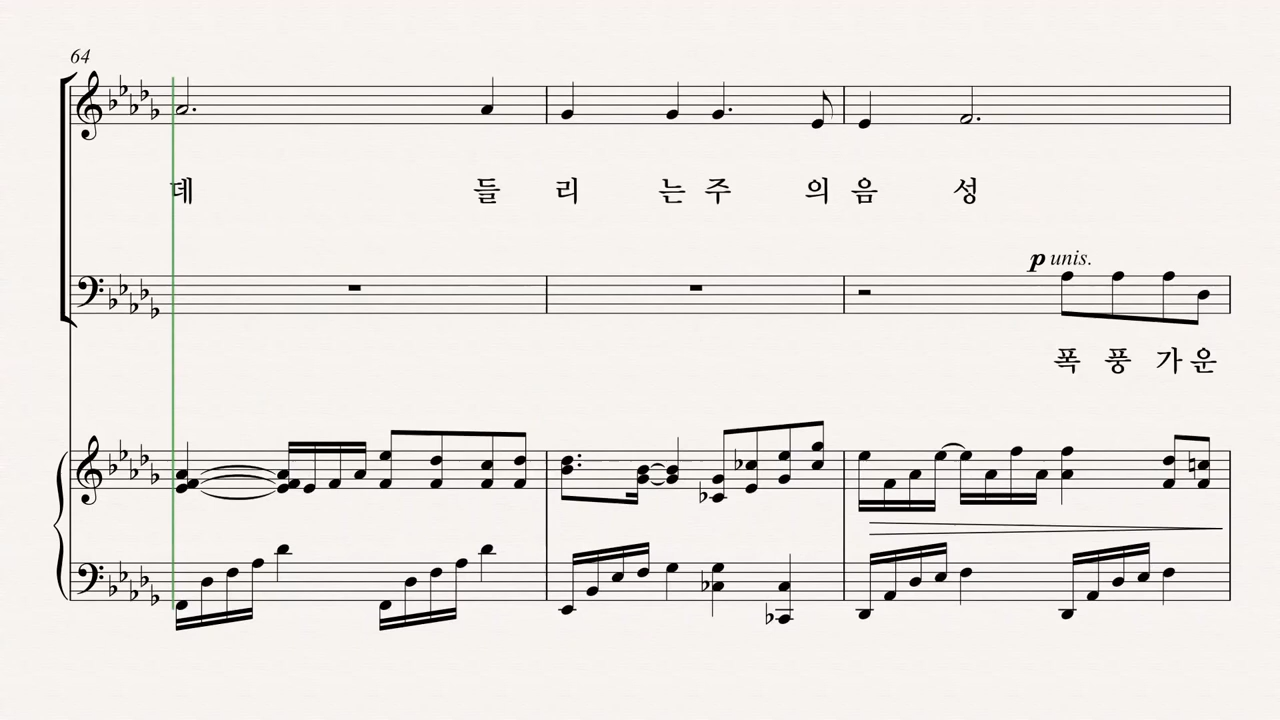 64
데 들 리 는 주 의 음 성
p unis.
폭 풍 가 운